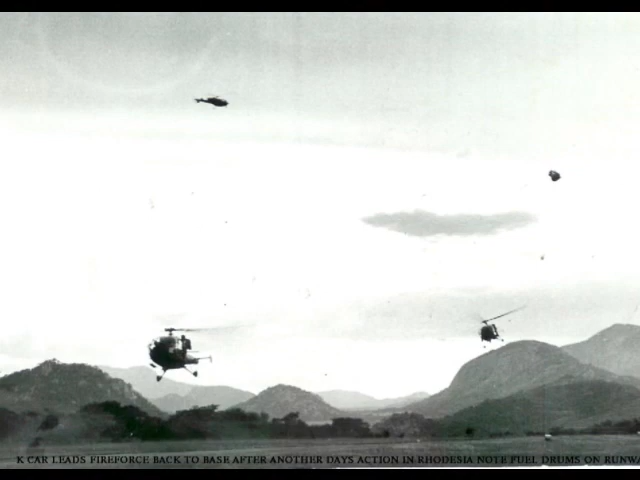 K CAR LEADS FIREFORCE BACK TO BASE AFTER ANOTHER DAYS ACTION IN RHODESIA NOTE FUEL DRUMS ON RUNWA